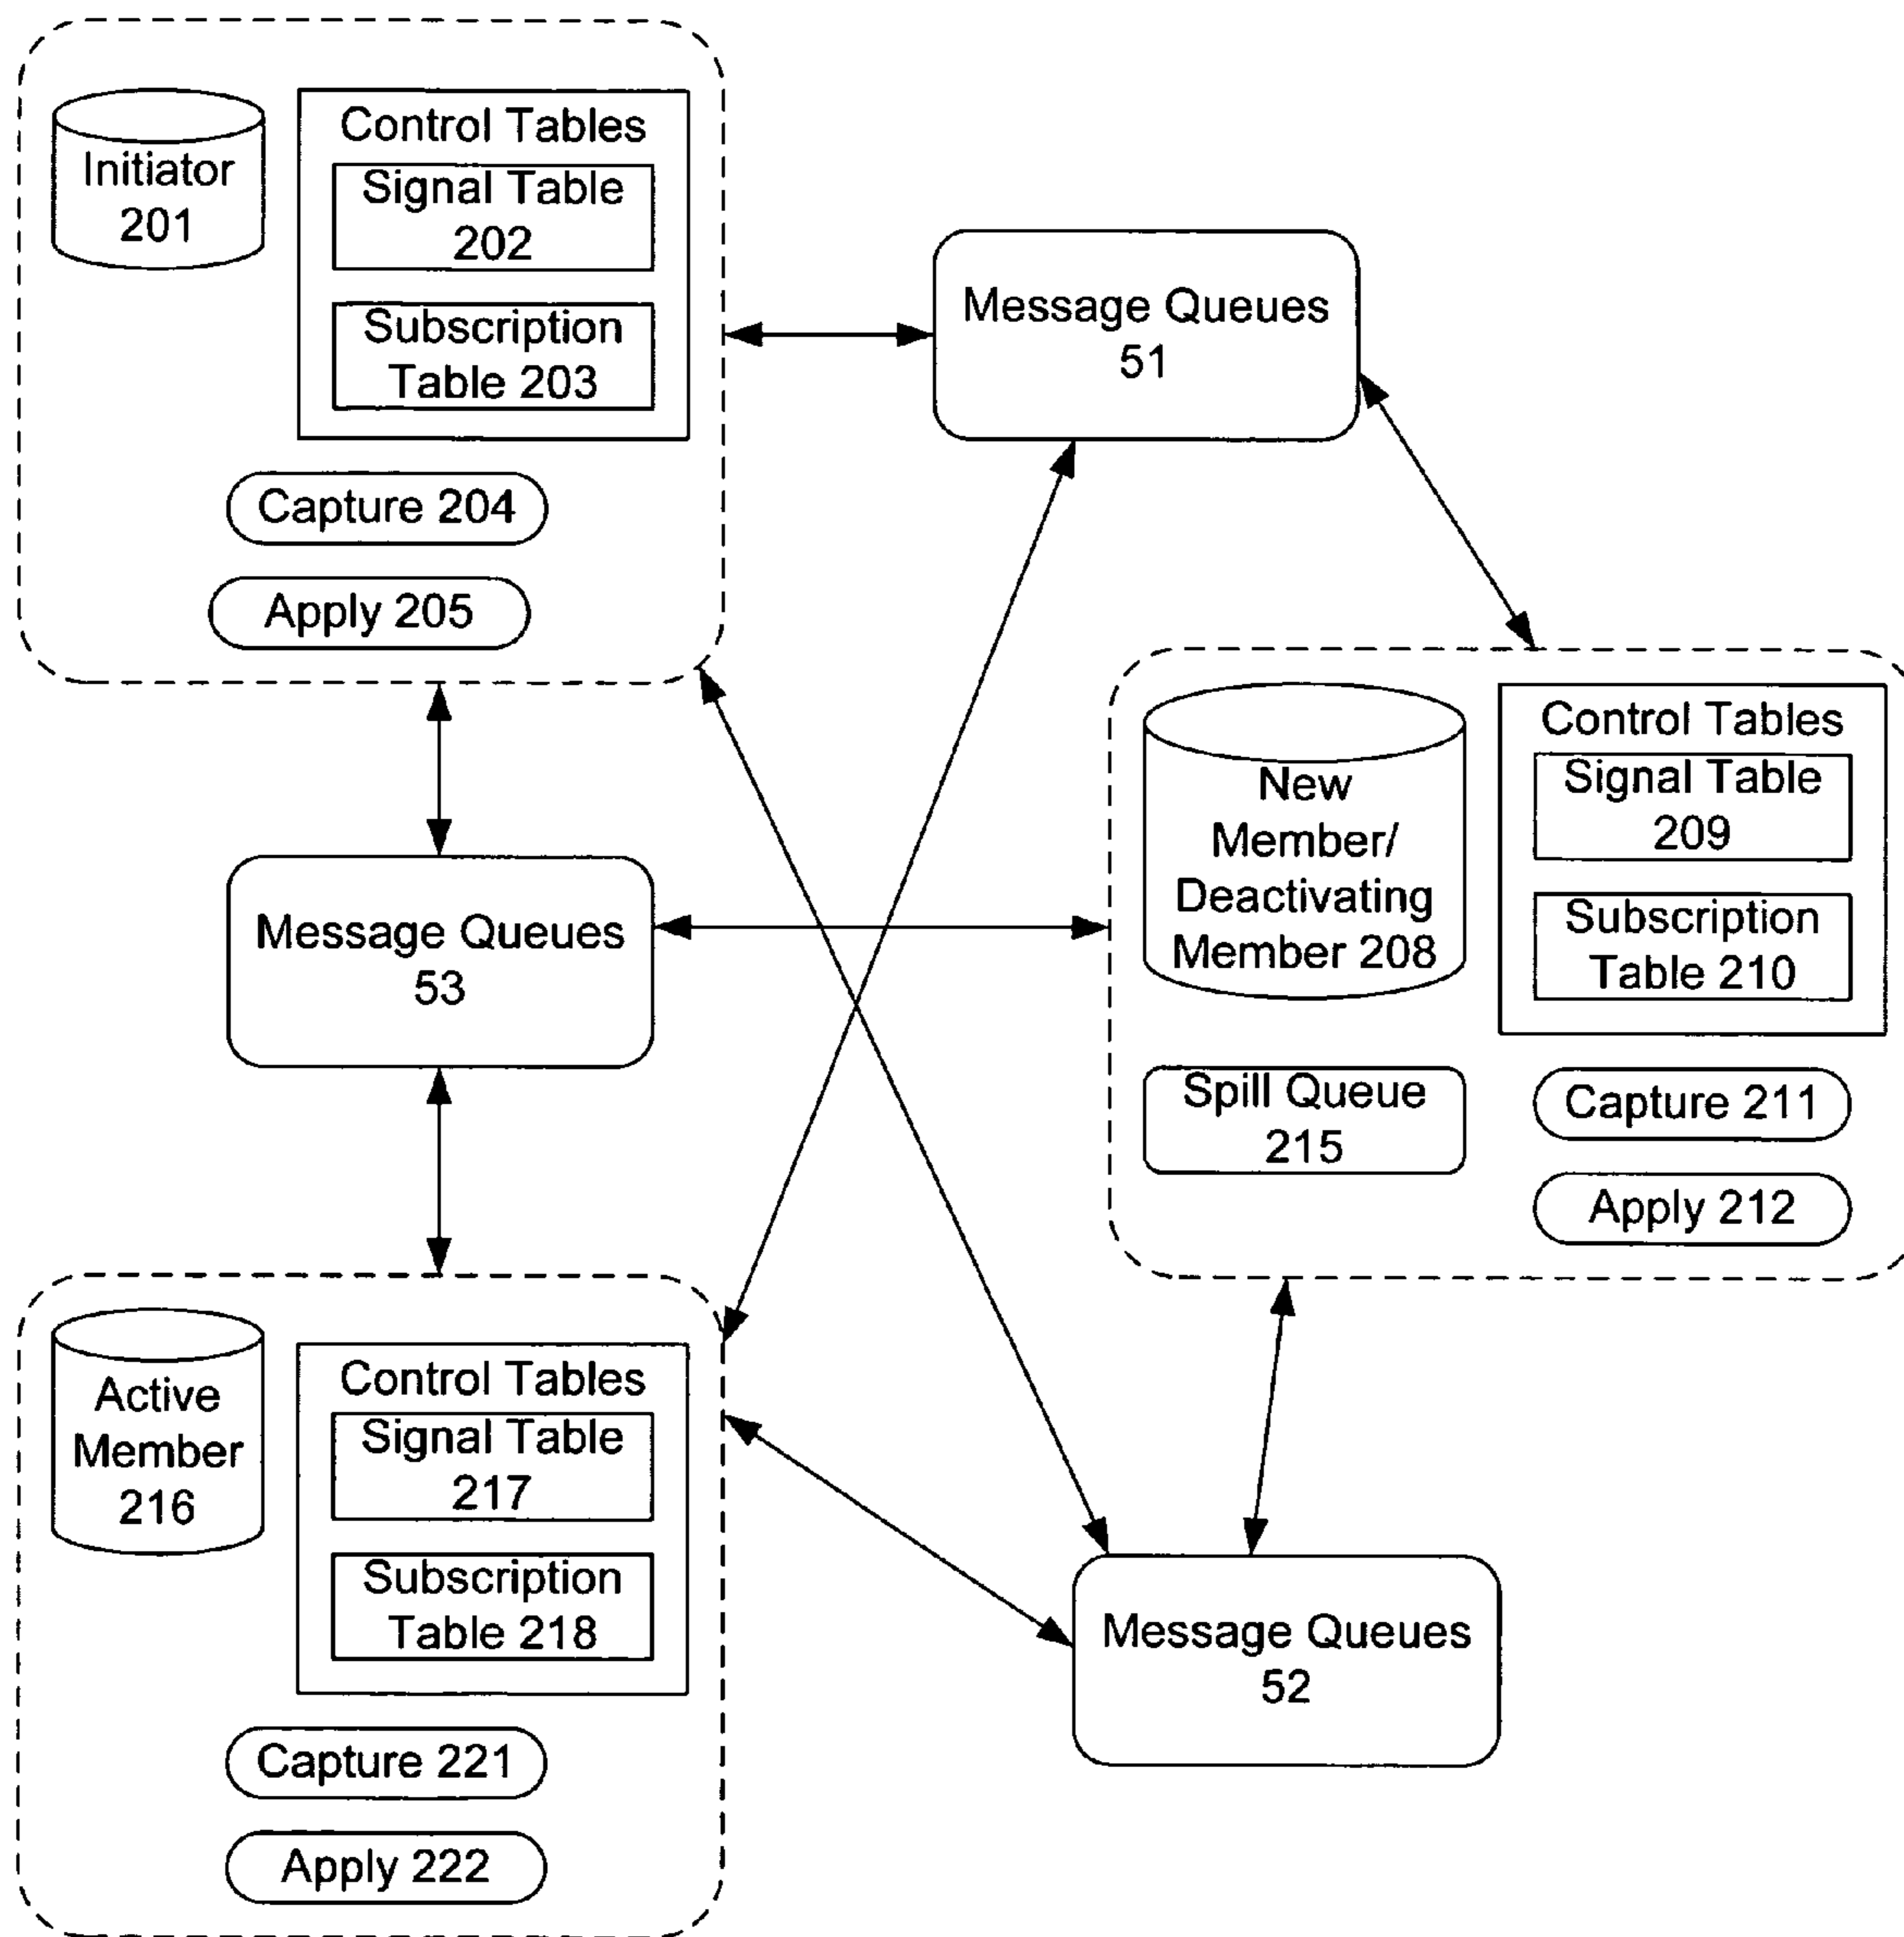 Initiator
201
Control Tables
Signal Table
202
Subscription
Table 203
Capture 204
Apply 205
Message Queues
51
New
Member/
Deactivating
Member 208
Control Tables
Signal Table
209
Subscription
Table 210
Spill Queue
215
Capture 211
Apply 212
Message Queues
53
Active
Member
216
Control Tables
Signal Table
217
Subscription
Table 218
Capture 221
Apply 222
Message Queues
52